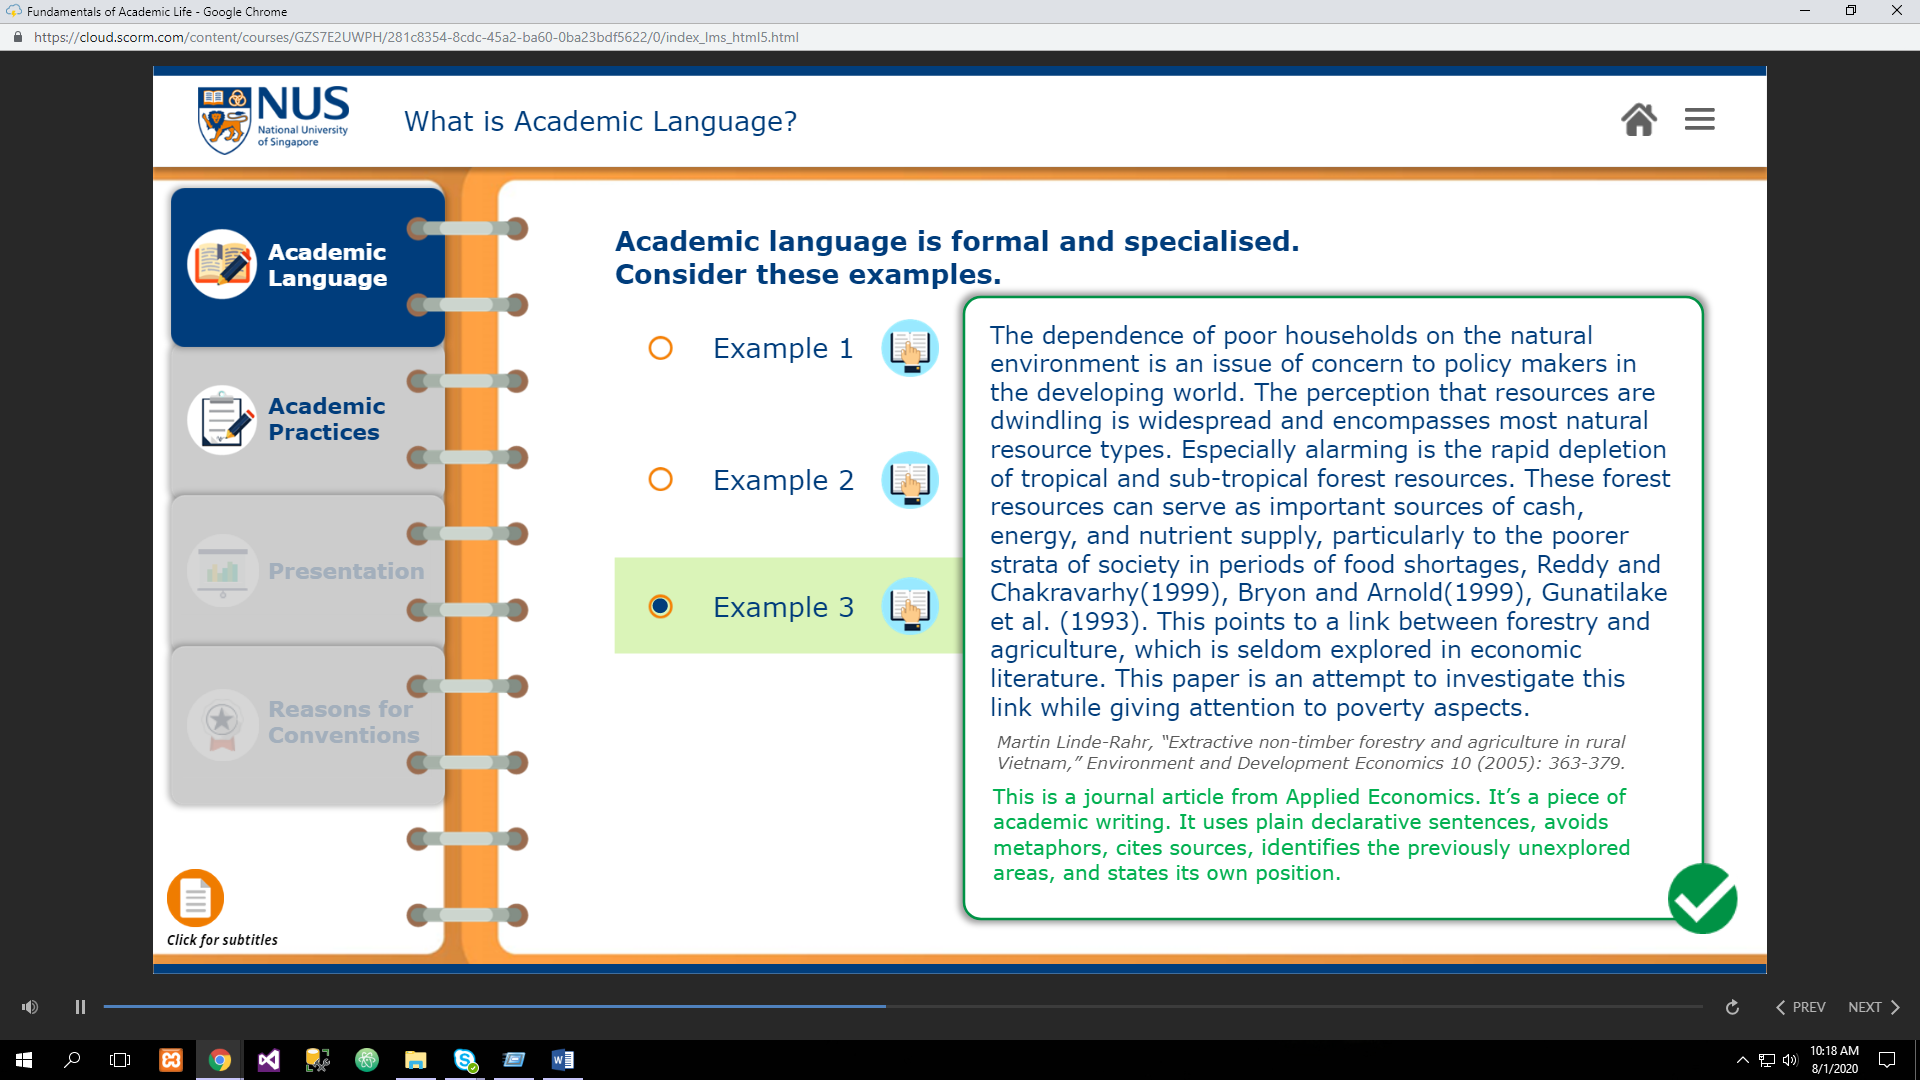 Fundamentals of Academic Life - Google Chrome
https://cloud.scorm.com/content/courses/GZS7E2UWPH/281c8354-8cdc-45a2-ba60-0ba23bdf5622/0/index_lms_html5.html
NUS
National University
of Singapore
What is Academic Language?
Academic
Language
Academic
Practices
Presentation
Reasons for
Conventions
Click for subtitles
Academic language is formal and specialised.
Consider these examples.
Example 1
Example 2
Example 3
The dependence of poor households on the natural
environment is an issue of concern to policy makers in
the developing world. The perception that resources are
dwindling is widespread and encompasses most natural
resource types. Especially alarming is the rapid depletion
of tropical and sub-tropical forest resources. These forest
resources can serve as important sources of cash,
energy, and nutrient supply, particularly to the poorer
strata of society in periods of food shortages, Reddy and
Chakravarhy(1999), Bryon and Arnold(1999), Gunatilake
et al. (1993). This points to a link between forestry and
agriculture, which is seldom explored in economic
literature. This paper is an attempt to investigate this
link while giving attention to poverty aspects.
Martin Linde-Rahr, “Extractive non-timber forestry and agriculture in rural
Vietnam,” Environment and Development Economics 10 (2005): 363-379.
This is a journal article from Applied Economics. It’s a piece of
academic writing. It uses plain declarative sentences, avoids
metaphors, cites sources, identifies the previously unexplored
areas, and states its own position.
PREV
NEXT
10:18 AM
8/1/2020